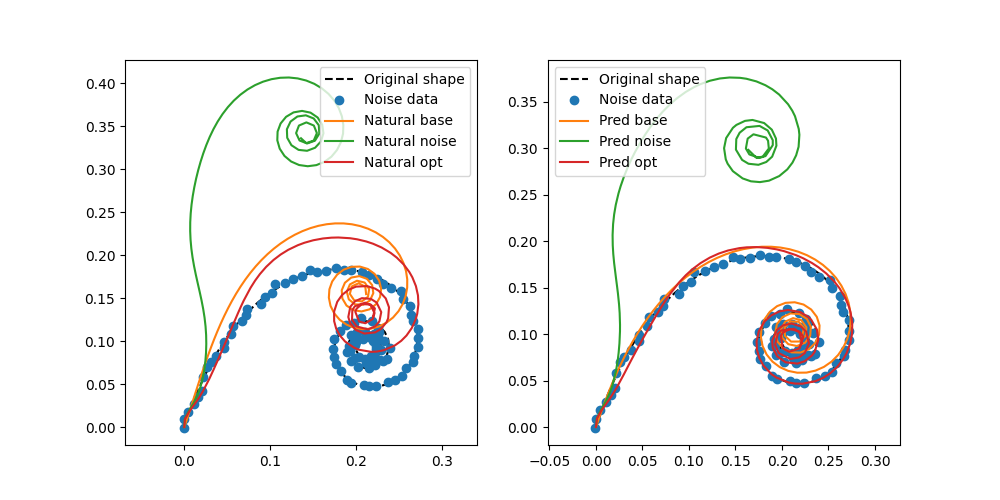 Original shape
Noise data
Natural base
Natural noise
Natural opt
0.40
0.35
0.30
0.25
0.20
0.15
0.10
0.05
0.00
0.0 0.1 0.2 0.3
Original shape
Noise data
Pred base
Pred noise
Pred opt
0.35
0.30
0.25
0.20
0.15
0.10
0.05
0.00
−0.05 0.00 0.05 0.10 0.15 0.20 0.25 0.30